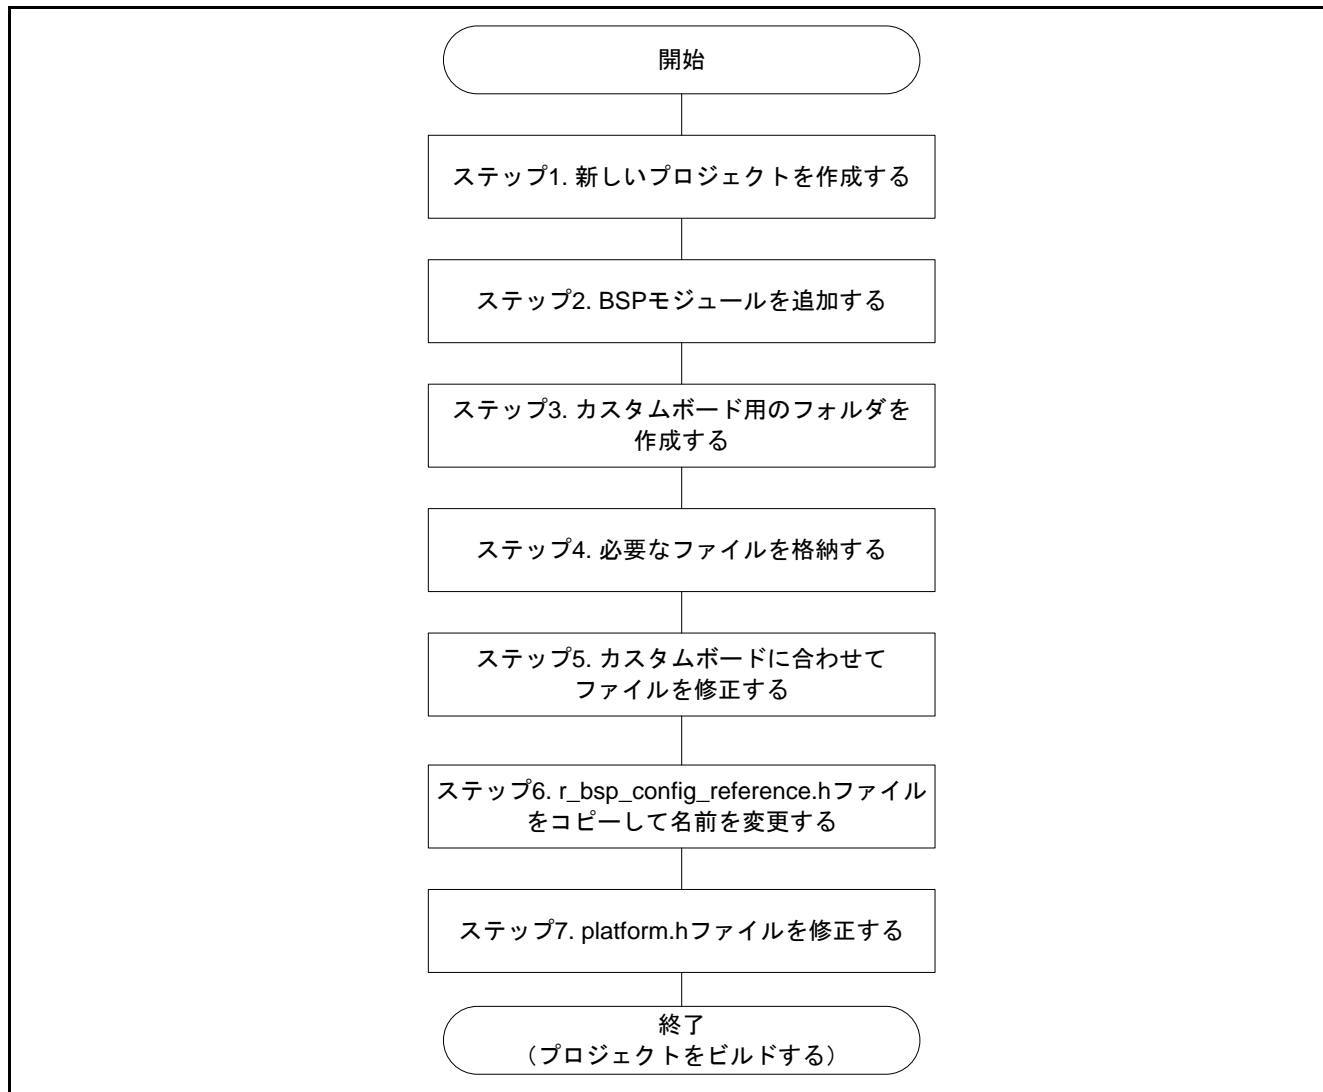 開始
ステップ1. 新しいプロジェクトを作成する
ステップ2. BSPモジュールを追加する
ステップ3. カスタムボード用のフォルダを
作成する
ステップ4. 必要なファイルを格納する
ステップ5. カスタムボードに合わせて
ファイルを修正する
ステップ6. r_bsp_config_reference.hファイル
をコピーして名前を変更する
ステップ7. platform.hファイルを修正する
終了
（プロジェクトをビルドする）